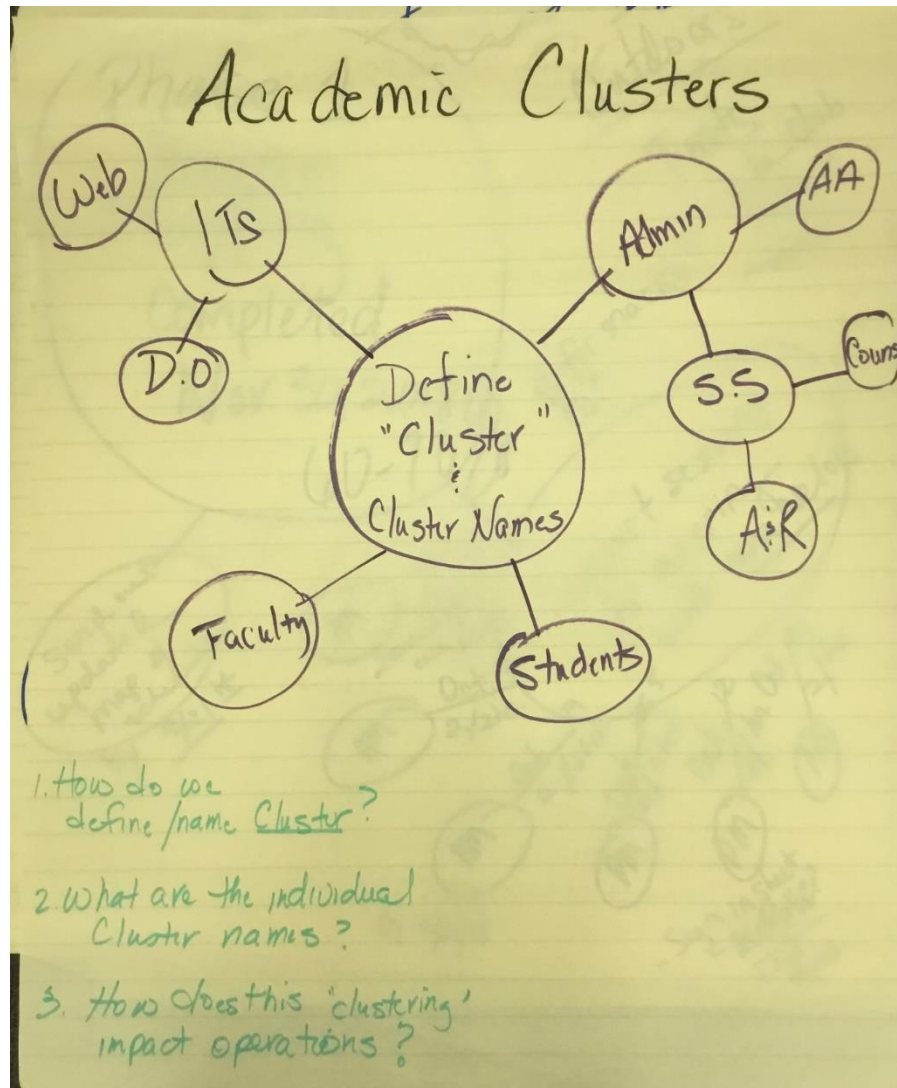 Academic Clusters
Web
ITs
D.O
Admin
AA
S.S
Couns
A&R
Define
"Cluster"
&
Cluster Names
Faculty
Students
1. How do we
define/name Cluster?
2. What are the individual
Cluster names?
3. How does this 'clustering'
impact operations?